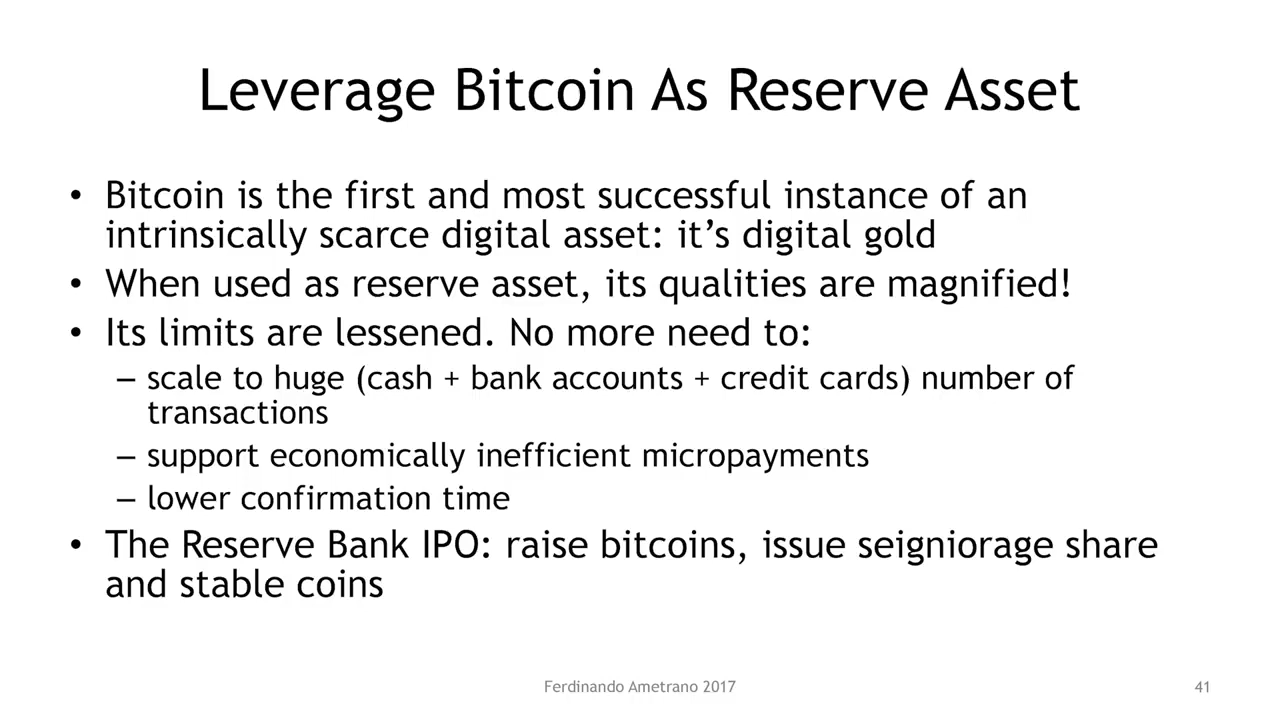 Leverage Bitcoin As Reserve Asset
• Bitcoin is the first and most successful instance of an
intrinsically scarce digital asset: it’s digital gold
• When used as reserve asset, its qualities are magnified!
• Its limits are lessened. No more need to:
– scale to huge (cash + bank accounts + credit cards) number of
transactions
– support economically inefficient micropayments
– lower confirmation time
• The Reserve Bank IPO: raise bitcoins, issue seigniorage share
and stable coins
Ferdinando Ametrano 2017
41